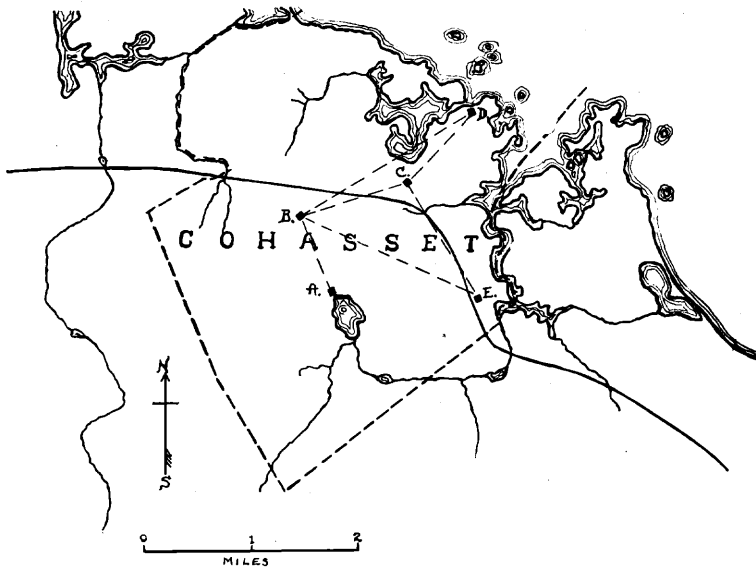 D.
C.
B.
COHASSET
A.
E.
N
S
0 1 2
MILES